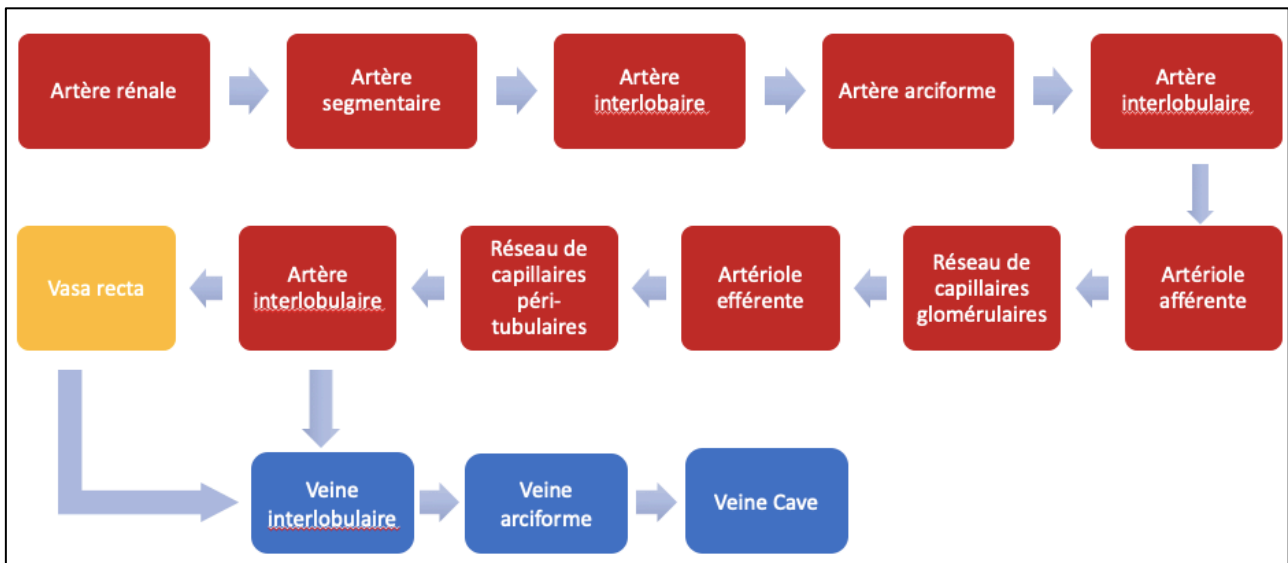 Artère rénale
Artère
segmentaire
Artère
interlobaire
Artère arciforme
Artère
interlobulaire
Vasa recta
Artère
interlobulaire
Réseau de
capillaires
péri-
tubulaires
Artériole
efférente
Réseau de
capillaires
glomérulaires
Artériole
afférente
Veine
interlobulaire
Veine
arciforme
Veine Cave